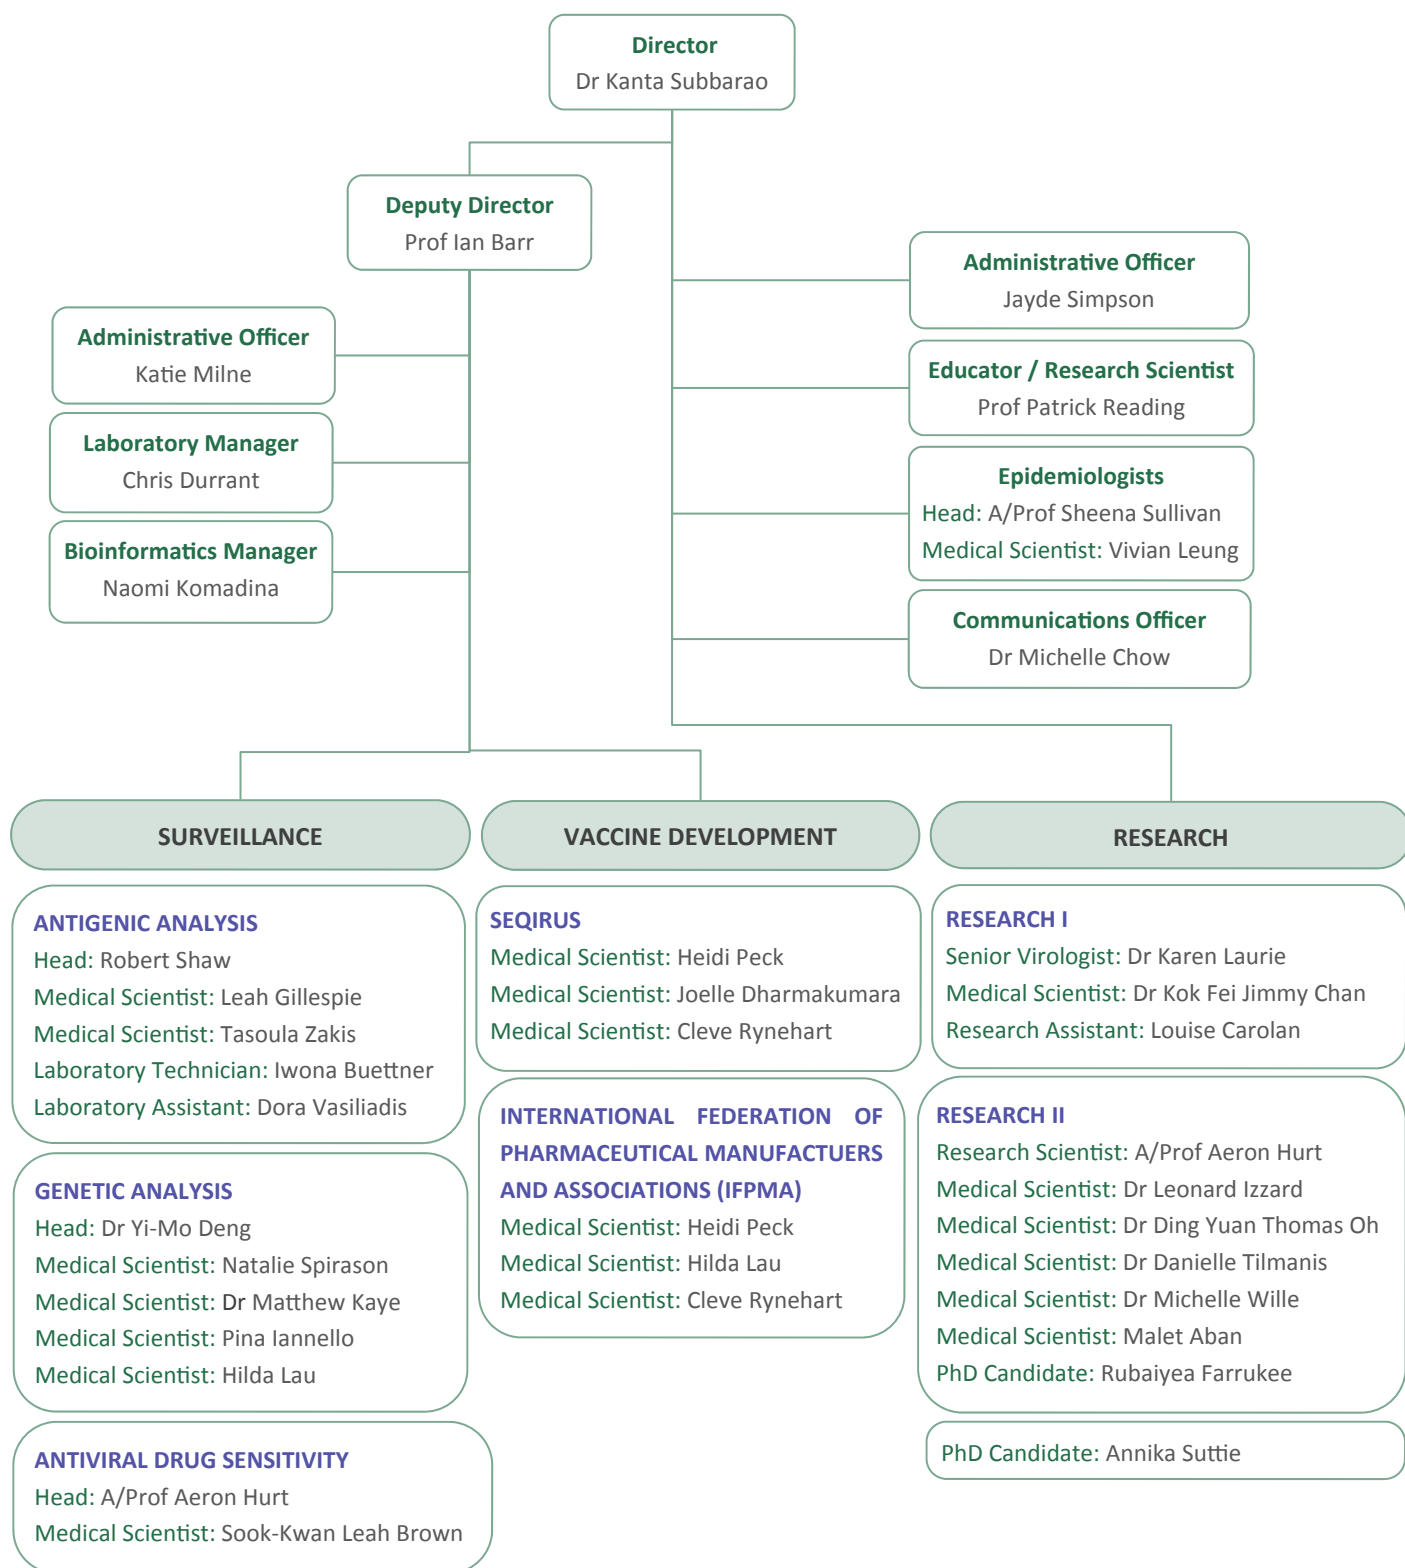 Director
Dr Kanta Subbarao
Deputy Director
Prof Ian Barr
Administrative Officer
Jayde Simpson
Administrative Officer
Katie Milne
Educator / Research Scientist
Prof Patrick Reading
Laboratory Manager
Chris Durrant
Epidemiologists
Head: A/Prof Sheena Sullivan
Medical Scientist: Vivian Leung
Bioinformatics Manager
Naomi Komadina
Communications Officer
Dr Michelle Chow
SURVEILLANCE
ANTIGENIC ANALYSIS
Head: Robert Shaw
Medical Scientist: Leah Gillespie
Medical Scientist: Tasoula Zakis
Laboratory Technician: Iwona Buettner
Laboratory Assistant: Dora Vasiliadis
GENETIC ANALYSIS
Head: Dr Yi-Mo Deng
Medical Scientist: Natalie Spirason
Medical Scientist: Dr Matthew Kaye
Medical Scientist: Pina Iannello
Medical Scientist: Hilda Lau
ANTIVIRAL DRUG SENSITIVITY
Head: A/Prof Aeron Hurt
Medical Scientist: Sook-Kwan Leah Brown
VACCINE DEVELOPMENT
SEQIRUS
Medical Scientist: Heidi Peck
Medical Scientist: Joelle Dharmakumara
Medical Scientist: Cleve Rynehart
INTERNATIONAL FEDERATION OF
PHARMACEUTICAL MANUFACTUERS
AND ASSOCIATIONS (IFPMA)
Medical Scientist: Heidi Peck
Medical Scientist: Hilda Lau
Medical Scientist: Cleve Rynehart
RESEARCH
RESEARCH I
Senior Virologist: Dr Karen Laurie
Medical Scientist: Dr Kok Fei Jimmy Chan
Research Assistant: Louise Carolan
RESEARCH II
Research Scientist: A/Prof Aeron Hurt
Medical Scientist: Dr Leonard Izzard
Medical Scientist: Dr Ding Yuan Thomas Oh
Medical Scientist: Dr Danielle Tilmanis
Medical Scientist: Dr Michelle Wille
Medical Scientist: Malet Aban
PhD Candidate: Rubaiyea Farrukee
PhD Candidate: Annika Suttie